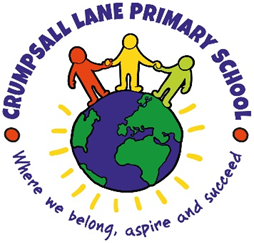 CRUMPSALL LANE PRIMARY SCHOOL
Where we belong, aspire and succeed